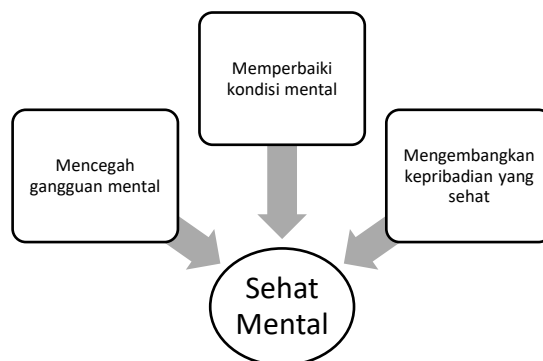 Memperbaiki
kondisi mental
Mencegah
gangguan mental
Mengembangkan
kepribadian yang
sehat
Sehat
Mental